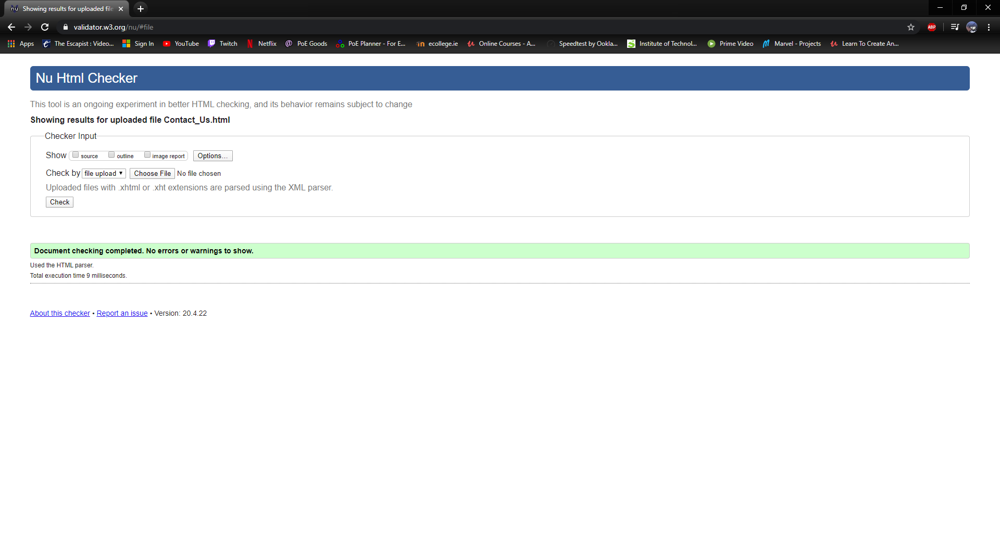 nu Showing results for uploaded file
validator.w3.org/nu/#file
ABP
Apps The Escapist : Video... Sign In YouTube Twitch Netflix PoE Goods PoE Planner - For E... ecollege.ie Online Courses - A... Speedtest by Ookla... Institute of Technol... Prime Video Marvel - Projects Learn To Create An...
Nu Html Checker
This tool is an ongoing experiment in better HTML checking, and its behavior remains subject to change
Showing results for uploaded file Contact_Us.html
Checker Input
Show source outline image report Options...
Check by file upload Choose File No file chosen
Uploaded files with .xhtml or .xht extensions are parsed using the XML parser.
Check
Document checking completed. No errors or warnings to show.
Used the HTML parser.
Total execution time 9 milliseconds.
About this checker • Report an issue • Version: 20.4.22